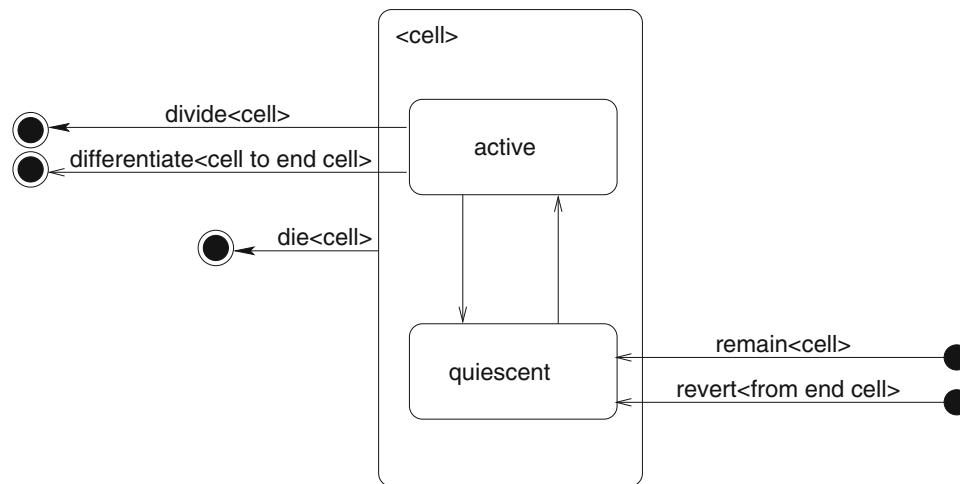 <cell>
divide<cell>
active
differentiate<cell to end cell>
die<cell>
remain<cell>
quiescent
revert<from end cell>